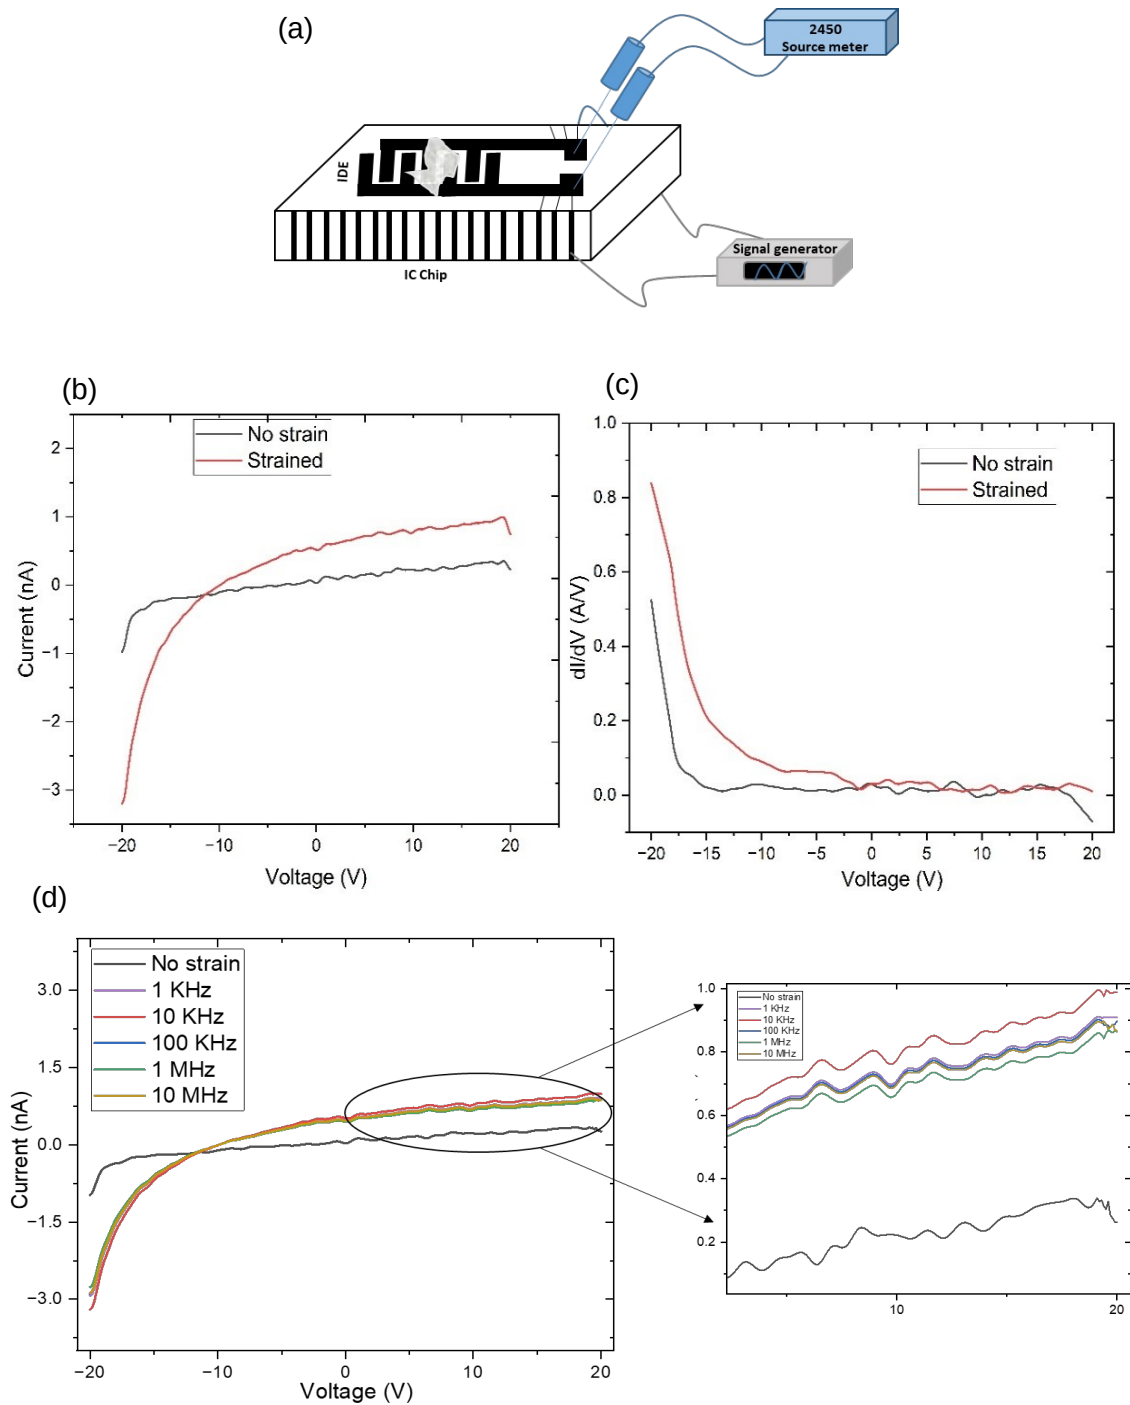 (a)
2450
Source meter
IDE
IC Chip
Signal generator
(b)
No strain
Strained
Current (nA)
2
1
0
−1
−2
−3
−20
−10
0
10
20
Voltage (V)
(c)
No strain
Strained
dI/dV (A/V)
1.0
0.8
0.6
0.4
0.2
0.0
−20
−15
−10
−5
0
5
10
15
20
Voltage (V)
(d)
No strain
1 KHz
10 KHz
100 KHz
1 MHz
10 MHz
Current (nA)
3.0
1.5
0.0
−1.5
−3.0
−20
−10
0
10
20
Voltage (V)
No strain
1 KHz
10 KHz
100 KHz
1 MHz
10 MHz
1.0
0.8
0.6
0.4
0.2
10
20